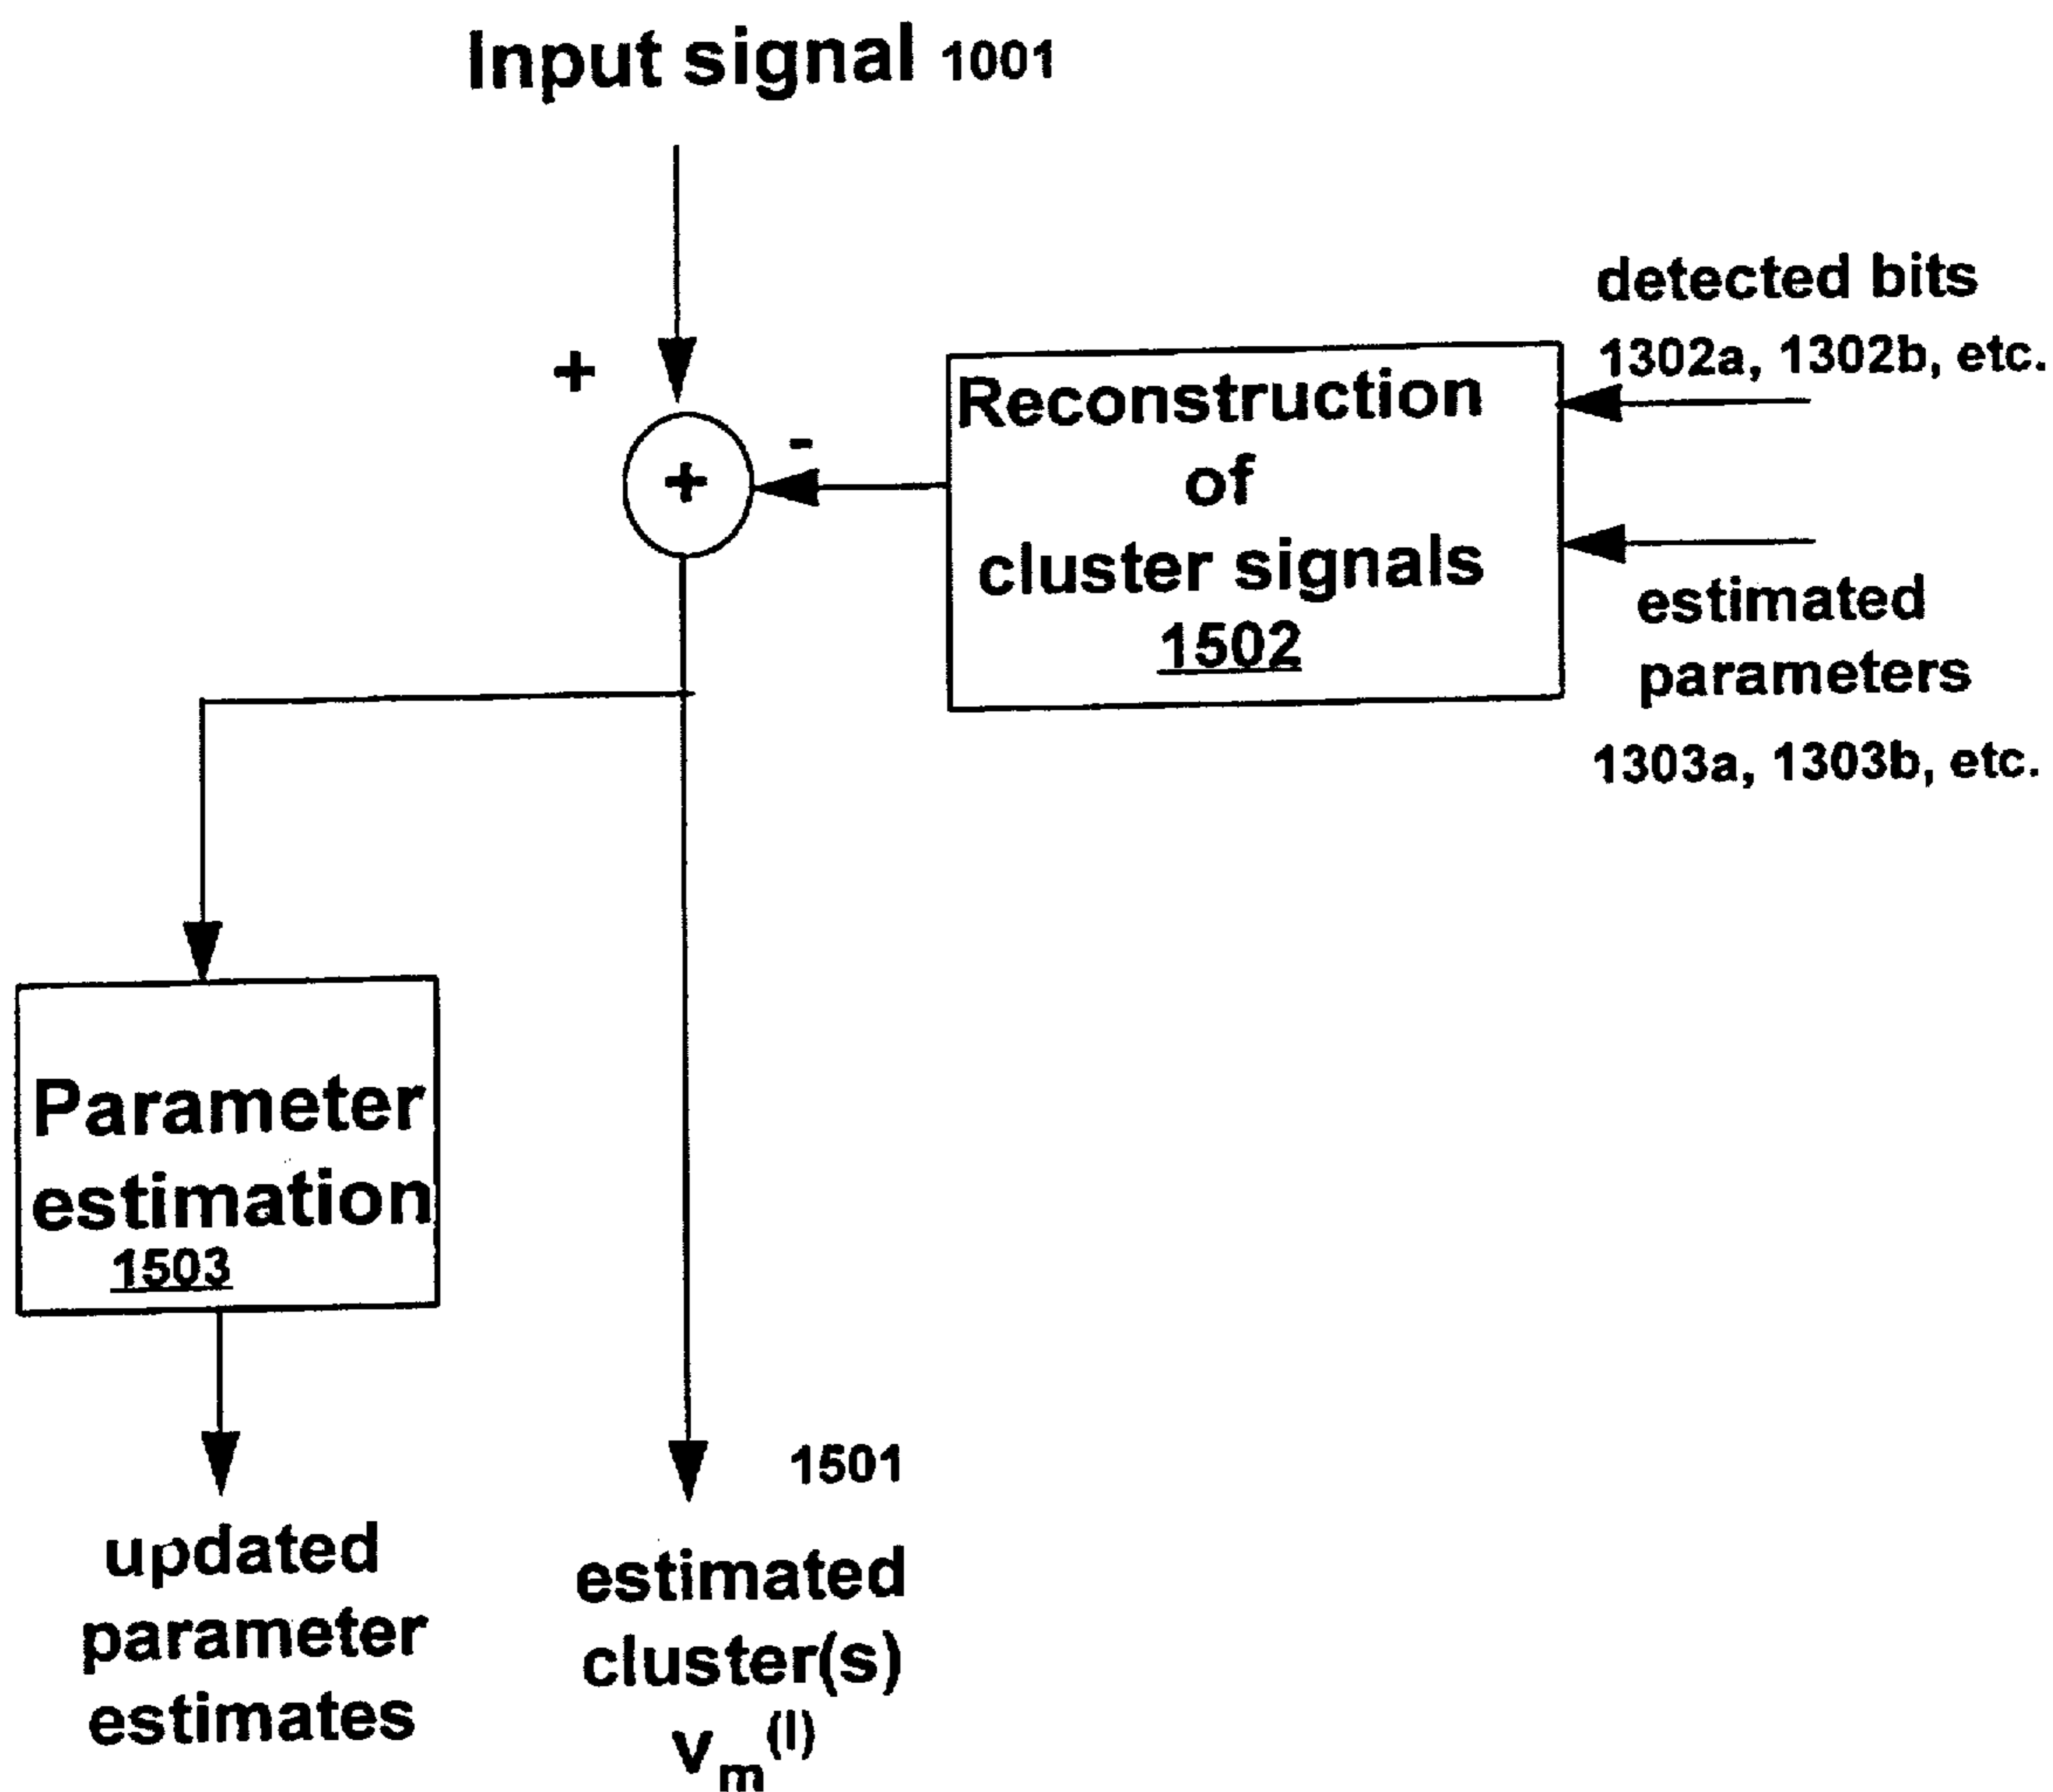 Input signal 1001
detected bits
1302a, 1302b, etc.
+
-
+
Reconstruction
of
cluster signals
1502
estimated
parameters
1303a, 1303b, etc.
Parameter
estimation
1503
1501
updated
parameter
estimates
estimated
cluster(s)
vm(l)